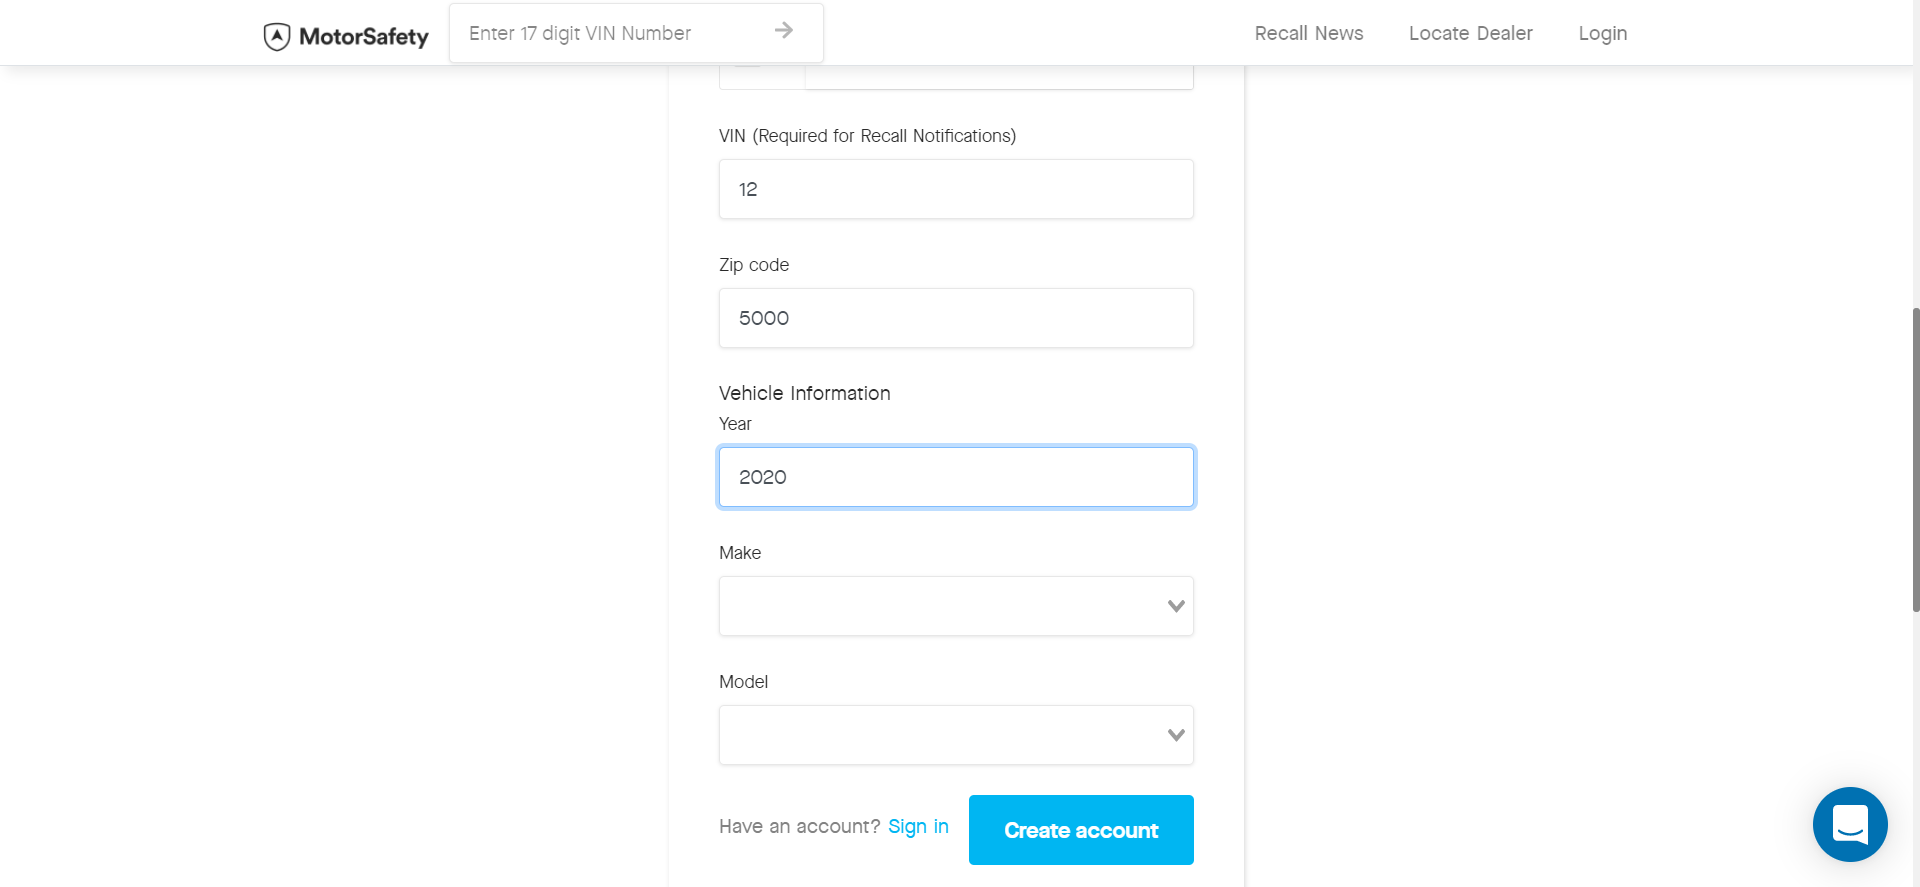 MotorSafety
Enter 17 digit VIN Number
Recall News
Locate Dealer
Login
VIN (Required for Recall Notifications)
12
Zip code
5000
Vehicle Information
Year
2020
Make
Model
Have an account? Sign in
Create account